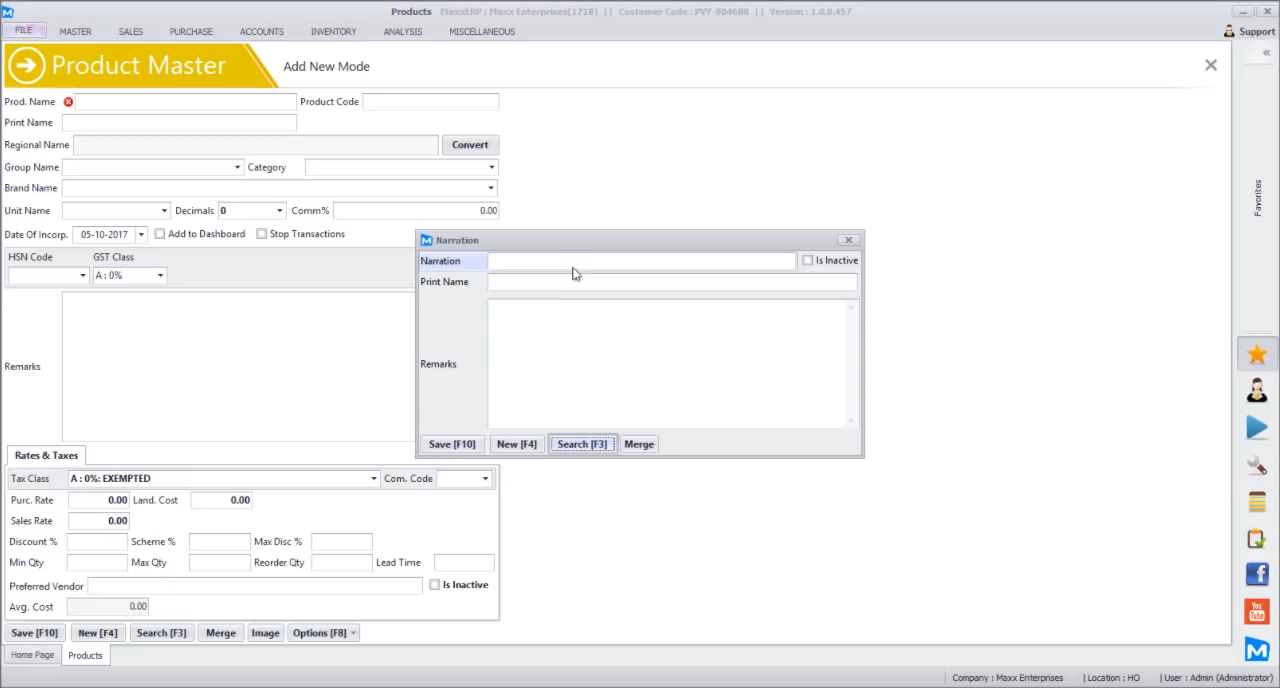 Products MaxxERP : Maxx Enterprises[1718] || Customer Code : PVY-804688 || Version : 1.0.0.457
FILE MASTER SALES PURCHASE ACCOUNTS INVENTORY ANALYSIS MISCELLANEOUS Support
Product Master Add New Mode
Prod. Name Product Code
Print Name
Regional Name Convert
Group Name Category
Brand Name
Unit Name Decimals 0 Comm% 0.00
Date Of Incorp. 05-10-2017 Add to Dashboard Stop Transactions
HSN Code GST Class
A : 0%
Remarks
Narration
Narration Is Inactive
Print Name
Remarks
Save [F10] New [F4] Search [F3] Merge
Favorites
Rates & Taxes
Tax Class A : 0%: EXEMPTED Com. Code
Purc. Rate 0.00 Land. Cost 0.00
Sales Rate 0.00
Discount % Scheme % Max Disc %
Min Qty Max Qty Reorder Qty Lead Time
Preferred Vendor Is Inactive
Avg. Cost 0.00
Save [F10] New [F4] Search [F3] Merge Image Options [F8]
Home Page Products
You Tube
Company : Maxx Enterprises | Location : HO | User : Admin (Administrator)